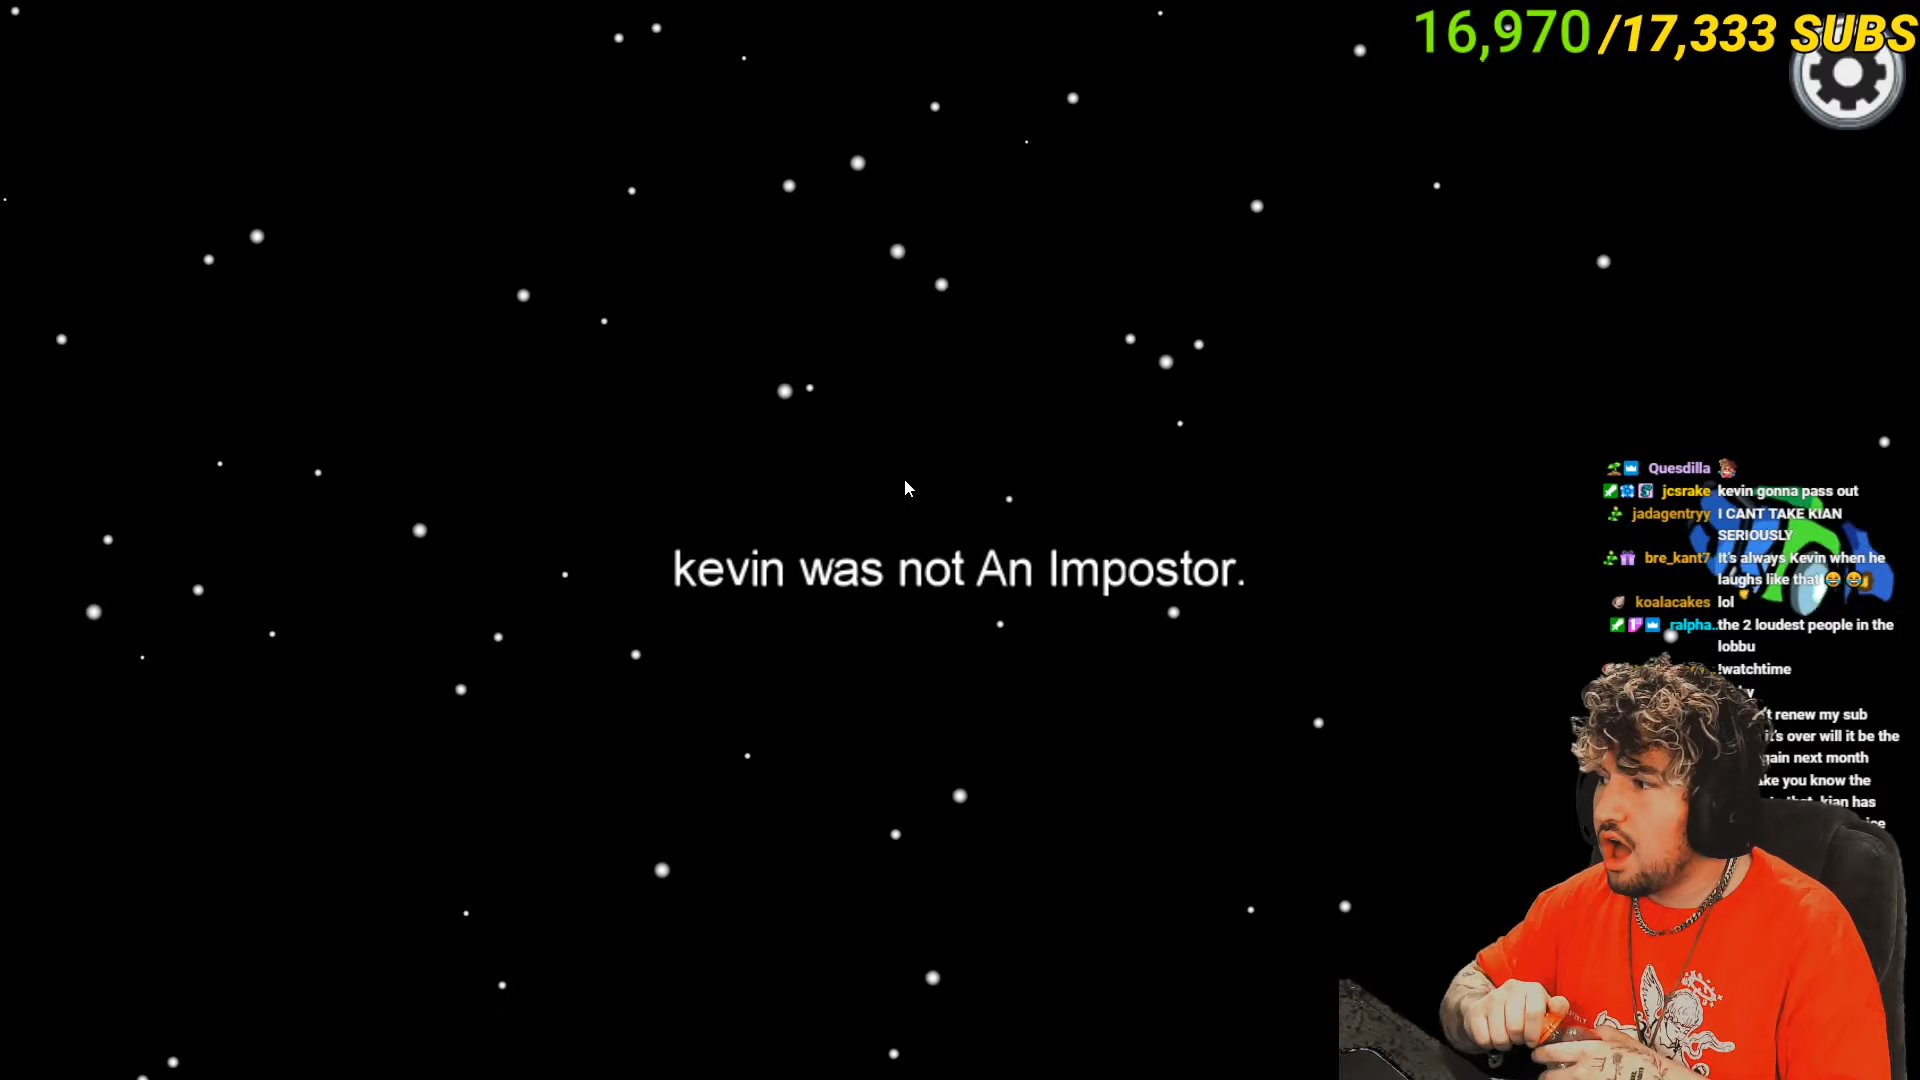 16,970 /17,333 SUBS
kevin was not An Impostor.
Quesdilla
jcsrake kevin gonna pass out
jadagentryy I CANT TAKE KIAN
SERIOUSLY
bre_kant7 It's always Kevin when he
laughs like that
koalacakes lol
ralpha.. the 2 loudest people in the
lobbu
!watchtime
renew my sub
it's over will it be the
next month
you know the
kian has